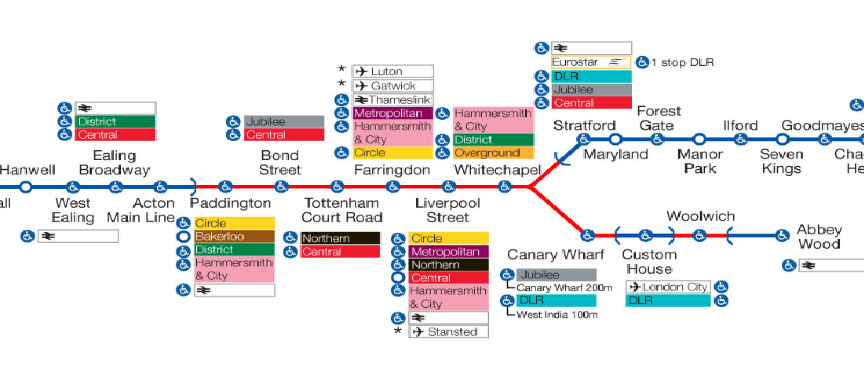 * Luton
* Gatwick
Thameslink
Metropolitan
Hammersmith
& City
Circle
Hammersmith
& City
District
Overground
Eurostar
1 stop DLR
DLR
Jubilee
Central
District
Central
Jubilee
Central
Hanwell
Ealing
Broadway
Bond
Street
Farringdon
Whitechapel
Stratford
Forest
Gate
Ilford
Goodmayes
West
Ealing
Acton
Main Line
Paddington
Tottenham
Court Road
Liverpool
Street
Maryland
Manor
Park
Seven
Kings
Circle
Bakerloo
District
Hammersmith
& City
Northern
Central
Circle
Metropolitan
Northern
Central
Hammersmith
& City
* Stansted
Canary Wharf
Jubilee
Canary Wharf 200m
DLR
West India 100m
Custom
House
London City
DLR
Woolwich
Abbey
Wood